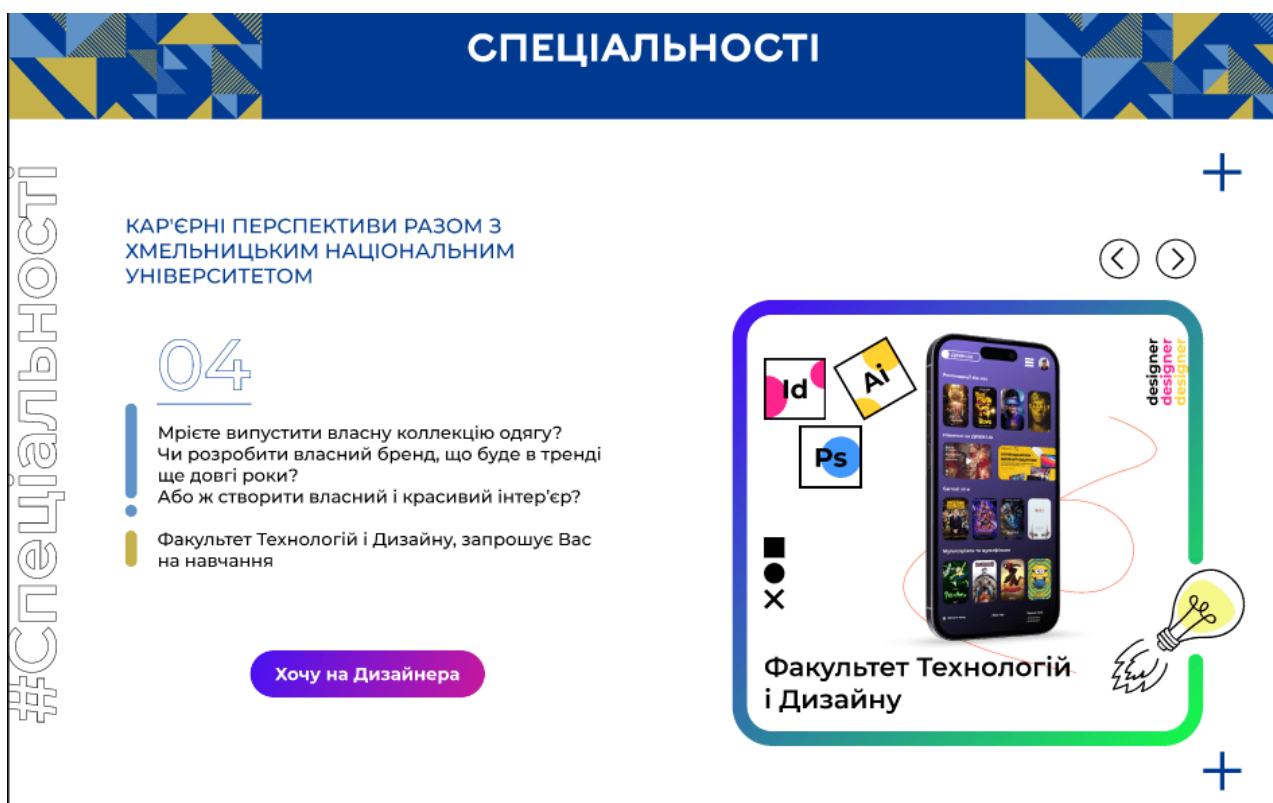 СПЕЦІАЛЬНОСТІ
#Спеціальності
КАР'ЄРНІ ПЕРСПЕКТИВИ РАЗОМ З
ХМЕЛЬНИЦЬКИМ НАЦІОНАЛЬНИМ
УНІВЕРСИТЕТОМ
04
Мрієте випустити власну коллекцію одягу?
Чи розробити власний бренд, що буде в тренді
ще довгі роки?
Або ж створити власний і красивий інтер’єр?
Факультет Технологій і Дизайну, запрошує Вас
на навчання
Хочу на Дизайнера
Id
Ai
Ps
designer
designer
designer
Факультет Технологій
і Дизайну